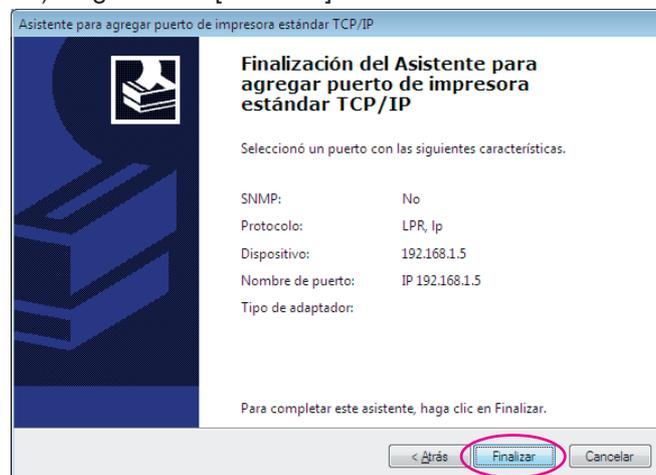 Asistente para agregar puerto de impresora estándar TCP/IP
Finalización del Asistente para
agregar puerto de impresora
estándar TCP/IP
Seleccionó un puerto con las siguientes características.
SNMP: No
Protocolo: LPR, lp
Dispositivo: 192.168.1.5
Nombre de puerto: IP 192.168.1.5
Tipo de adaptador:
Para completar este asistente, haga clic en Finalizar.
< Atrás Finalizar Cancelar